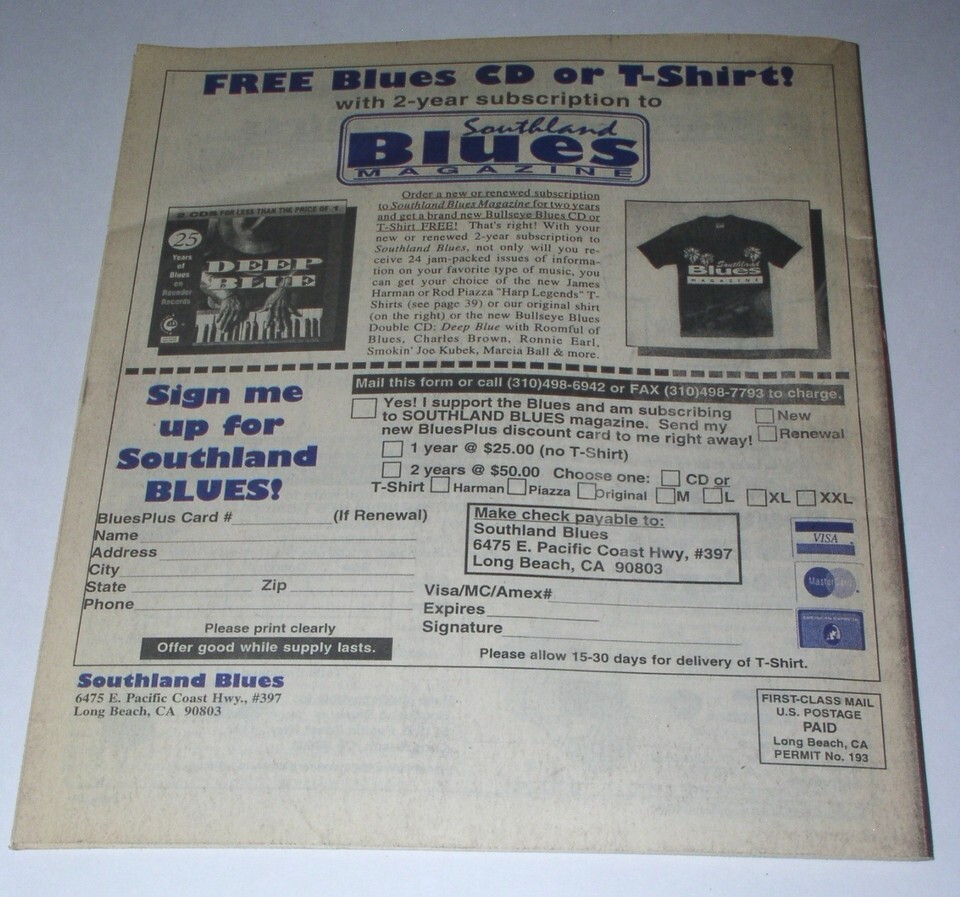 FREE Blues CD or T-Shirt!
with 2-year subscription to
Southland
Blues
MAGAZINE
Order a new or renewed subscription
to Southland Blues Magazine for two years
and get a brand new Bullseye Blues CD or
T-Shirt FREE! That's right! With your
new or renewed 2-year subscription to
Southland Blues, not only will you re-
ceive 24 jam-packed issues of informa-
tion on your favorite type of music, you
can get your choice of the new James
Harman or Rod Piazza "Harp Legends" T-
Shirts (see page 39) or our original shirt
(on the right) or the new Bullseye Blues
Double CD: Deep Blue with Roomful of
Blues, Charles Brown, Ronnie Earl,
Smokin' Joe Kubek, Marcia Ball & more.
2 CDS FOR LESS THAN THE PRICE OF 1
25
Years
of
Blues
on
Rounder
Records
DEEP
BLUE
Southland
Blues
MAGAZINE
Sign me
up for
Southland
BLUES!
Mail this form or call (310)498-6942 or FAX (310)498-7793 to charge.
Yes! I support the Blues and am subscribing
to SOUTHLAND BLUES magazine. Send my
new BluesPlus discount card to me right away!
New
Renewal
1 year @ $25.00 (no T-Shirt)
2 years @ $50.00 Choose one: CD or
T-Shirt Harman Piazza Original M L XL XXL
BluesPlus Card # (If Renewal)
Name
Address
City
State Zip
Phone
Please print clearly
Offer good while supply lasts.
Make check payable to:
Southland Blues
6475 E. Pacific Coast Hwy, #397
Long Beach, CA 90803
VISA
MasterCard
Visa/MC/Amex#
Expires
Signature
Please allow 15-30 days for delivery of T-Shirt.
Southland Blues
6475 E. Pacific Coast Hwy., #397
Long Beach, CA 90803
FIRST-CLASS MAIL
U.S. POSTAGE
PAID
Long Beach, CA
PERMIT No. 193